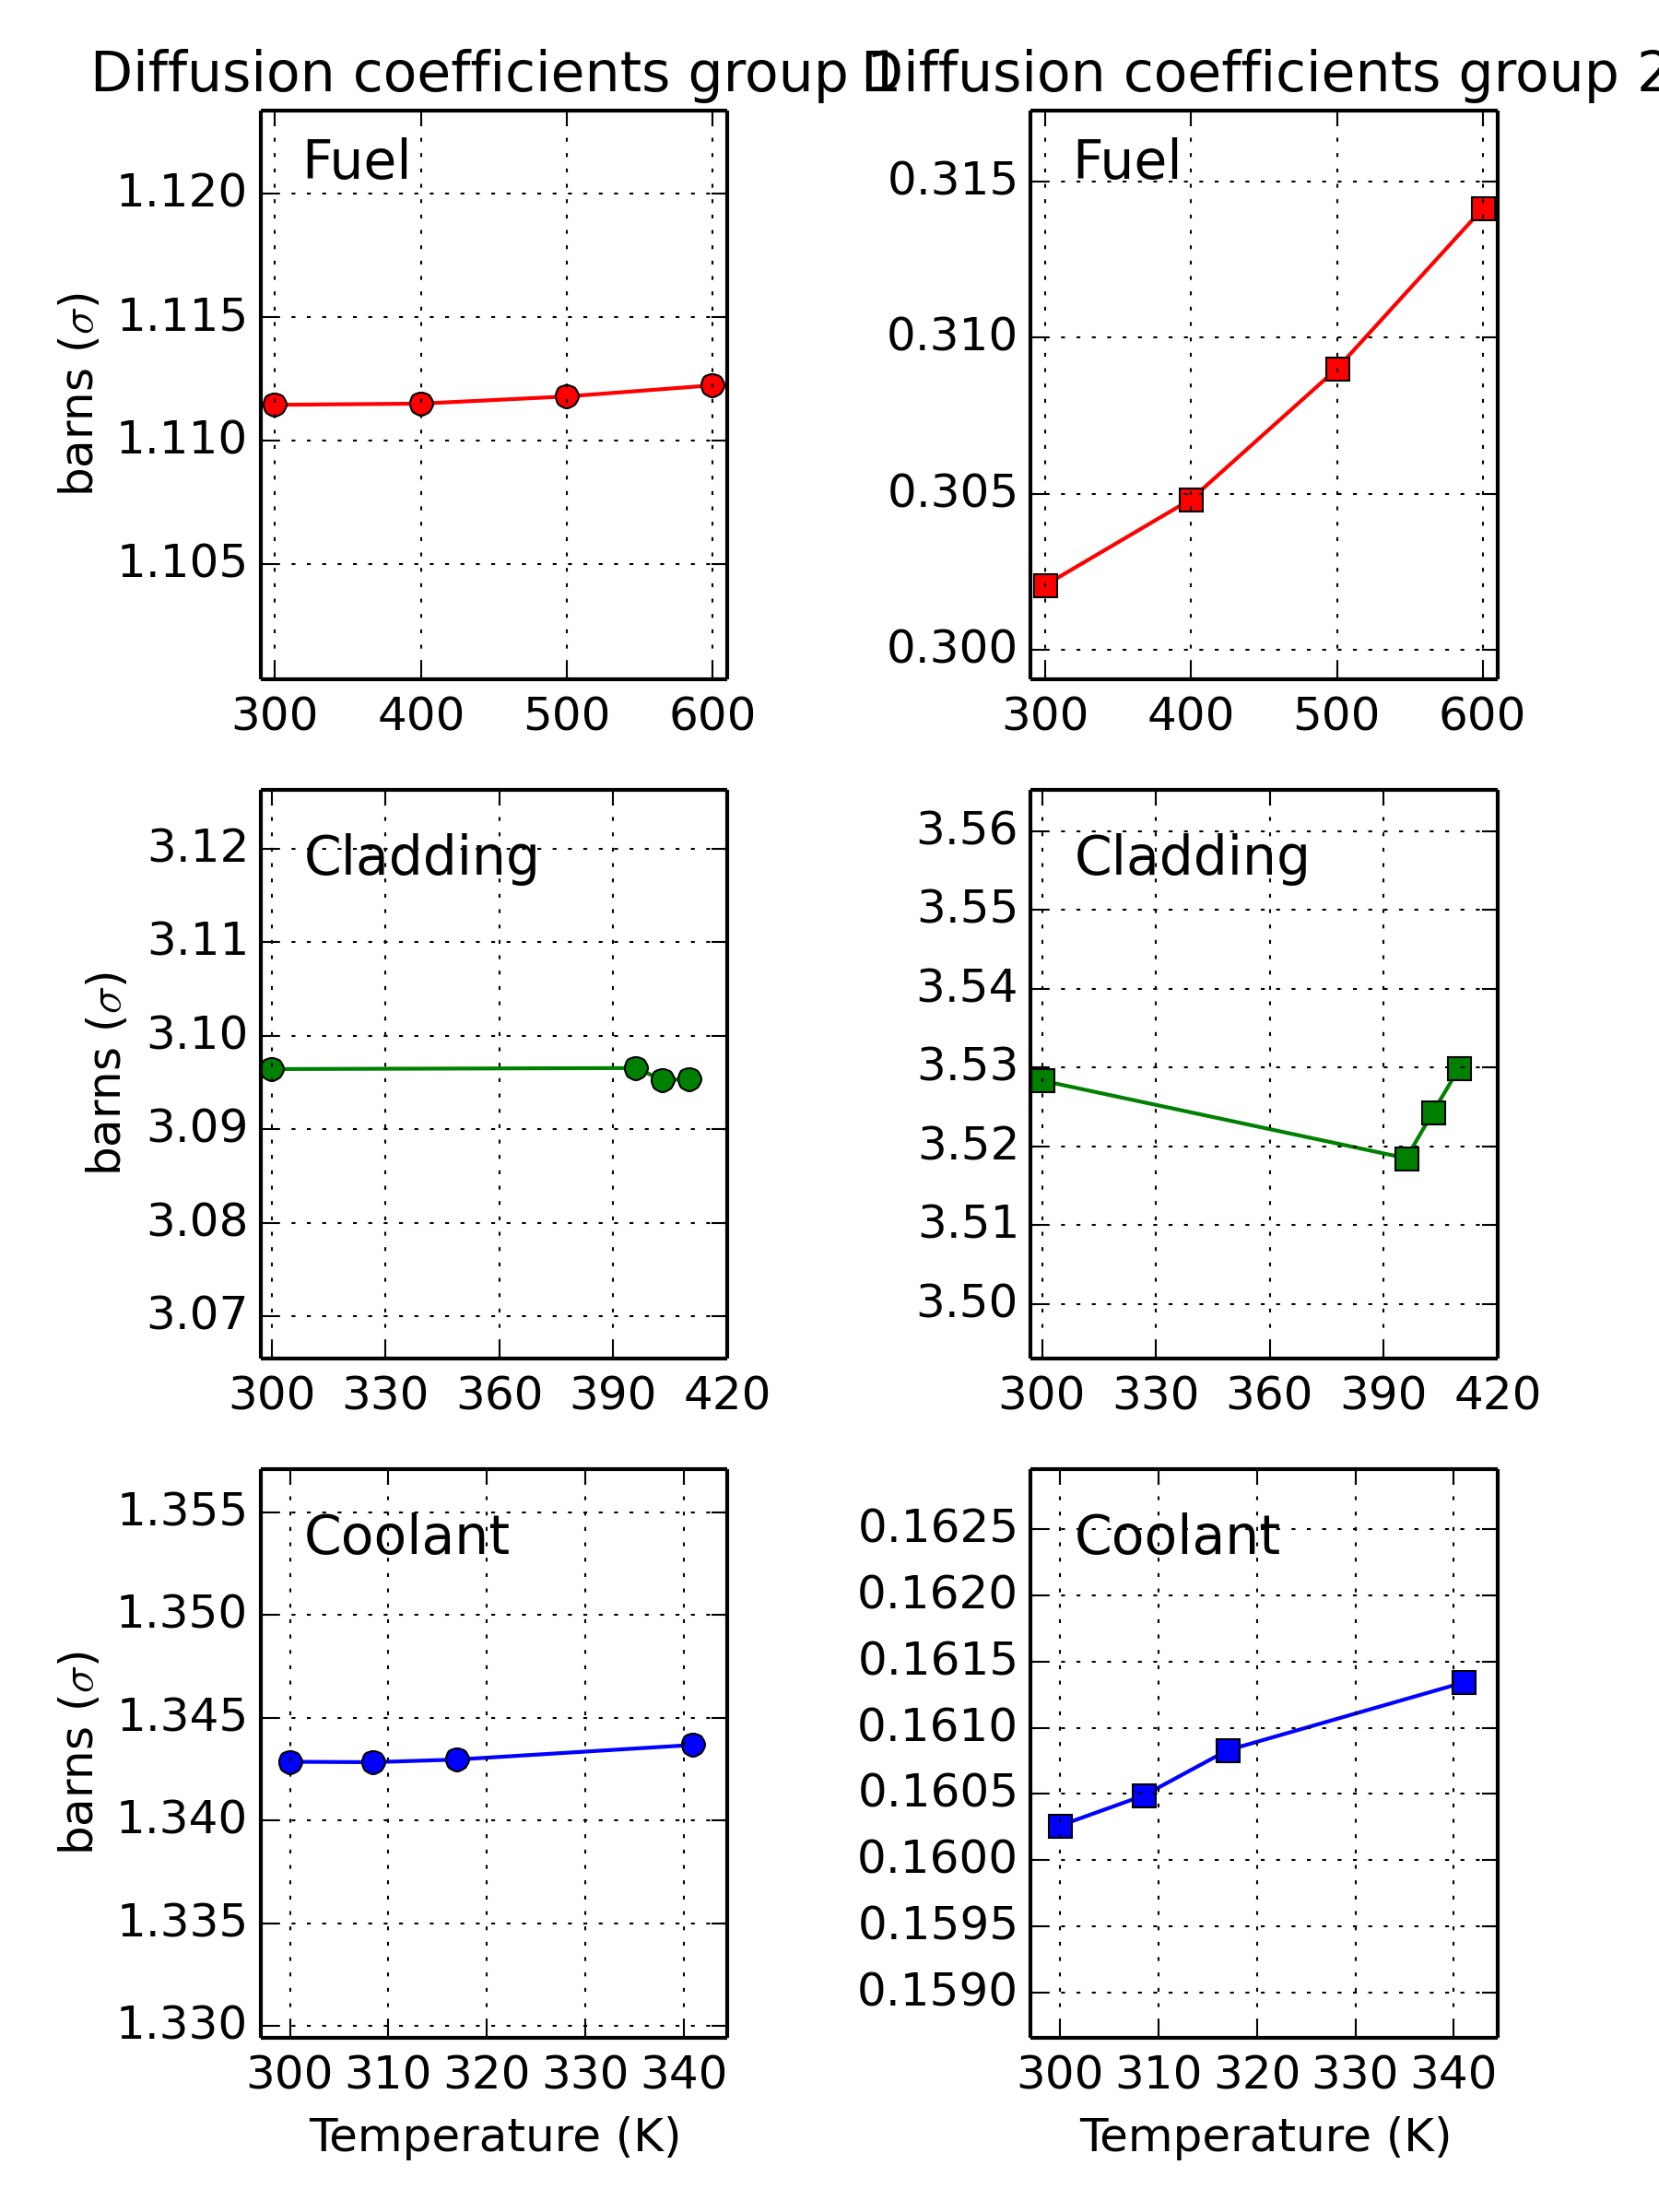 Diffusion coefficients group 1
Diffusion coefficients group 2
Fuel
1.120
1.115
1.110
1.105
barns (σ)
300 400 500 600
Fuel
0.315
0.310
0.305
0.300
300 400 500 600
Cladding
3.12
3.11
3.10
3.09
3.08
3.07
barns (σ)
300 330 360 390 420
Cladding
3.56
3.55
3.54
3.53
3.52
3.51
3.50
300 330 360 390 420
Coolant
1.355
1.350
1.345
1.340
1.335
1.330
barns (σ)
300 310 320 330 340
Temperature (K)
Coolant
0.1625
0.1620
0.1615
0.1610
0.1605
0.1600
0.1595
0.1590
300 310 320 330 340
Temperature (K)